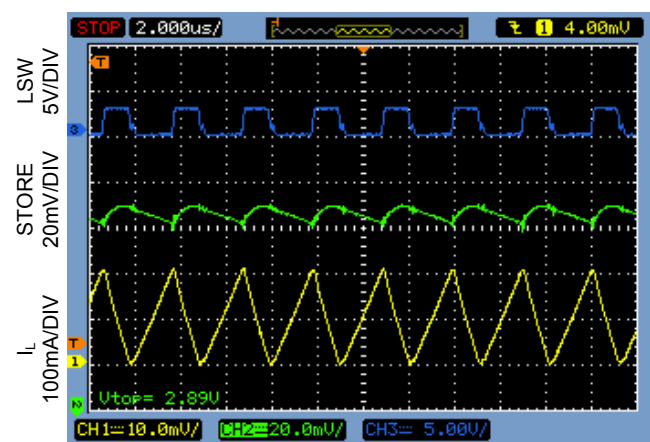 STOP 2.000us/ 1 4.00mV
T
LSW
5V/DIV
3
STORE
20mV/DIV
IL
100mA/DIV
T
1
2
Vtop= 2.89V
CH1 10.0mV/ CH2 20.0mV/ CH3 5.00V/